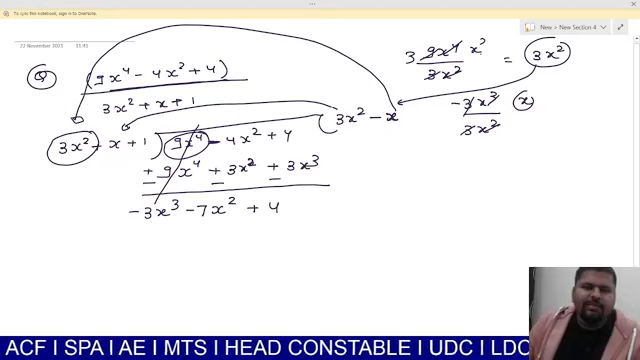 To sync this notebook, sign in to OneNote.
22 November 2021 11:41
New Section 1
Q (9x⁴ - 4x² + 4)
3x² + x + 1
3 9x⁴ x² = 3x²
3x²
-3x³ x
3x²
3x² - x + 1 ) 9x⁴ - 4x² + 4 ( 3x² - x
+ 9x⁴ + 3x² + 3x³
- - -
-3x³ - 7x² + 4
ACF I SPA I AE I MTS I HEAD CONSTABLE I UDC I LDC